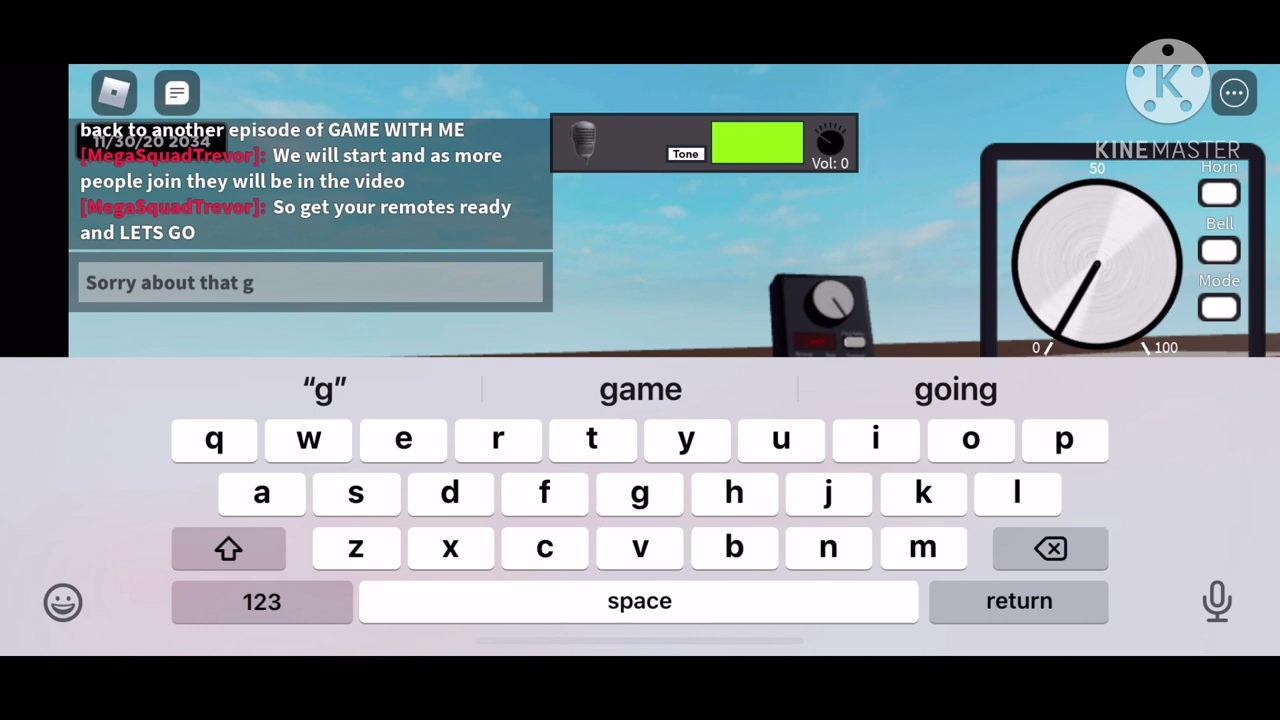 back to another episode of GAME WITH ME
11/30/20 2034
[MegaSquadTrevor]: We will start and as more
people join they will be in the video
[MegaSquadTrevor]: So get your remotes ready
and LETS GO
Sorry about that g
Tone
Vol: 0
K
KINEMASTER
50
Horn
Bell
Mode
0
100
“g”
game
going
q w e r t y u i o p
a s d f g h j k l
z x c v b n m
123
space
return